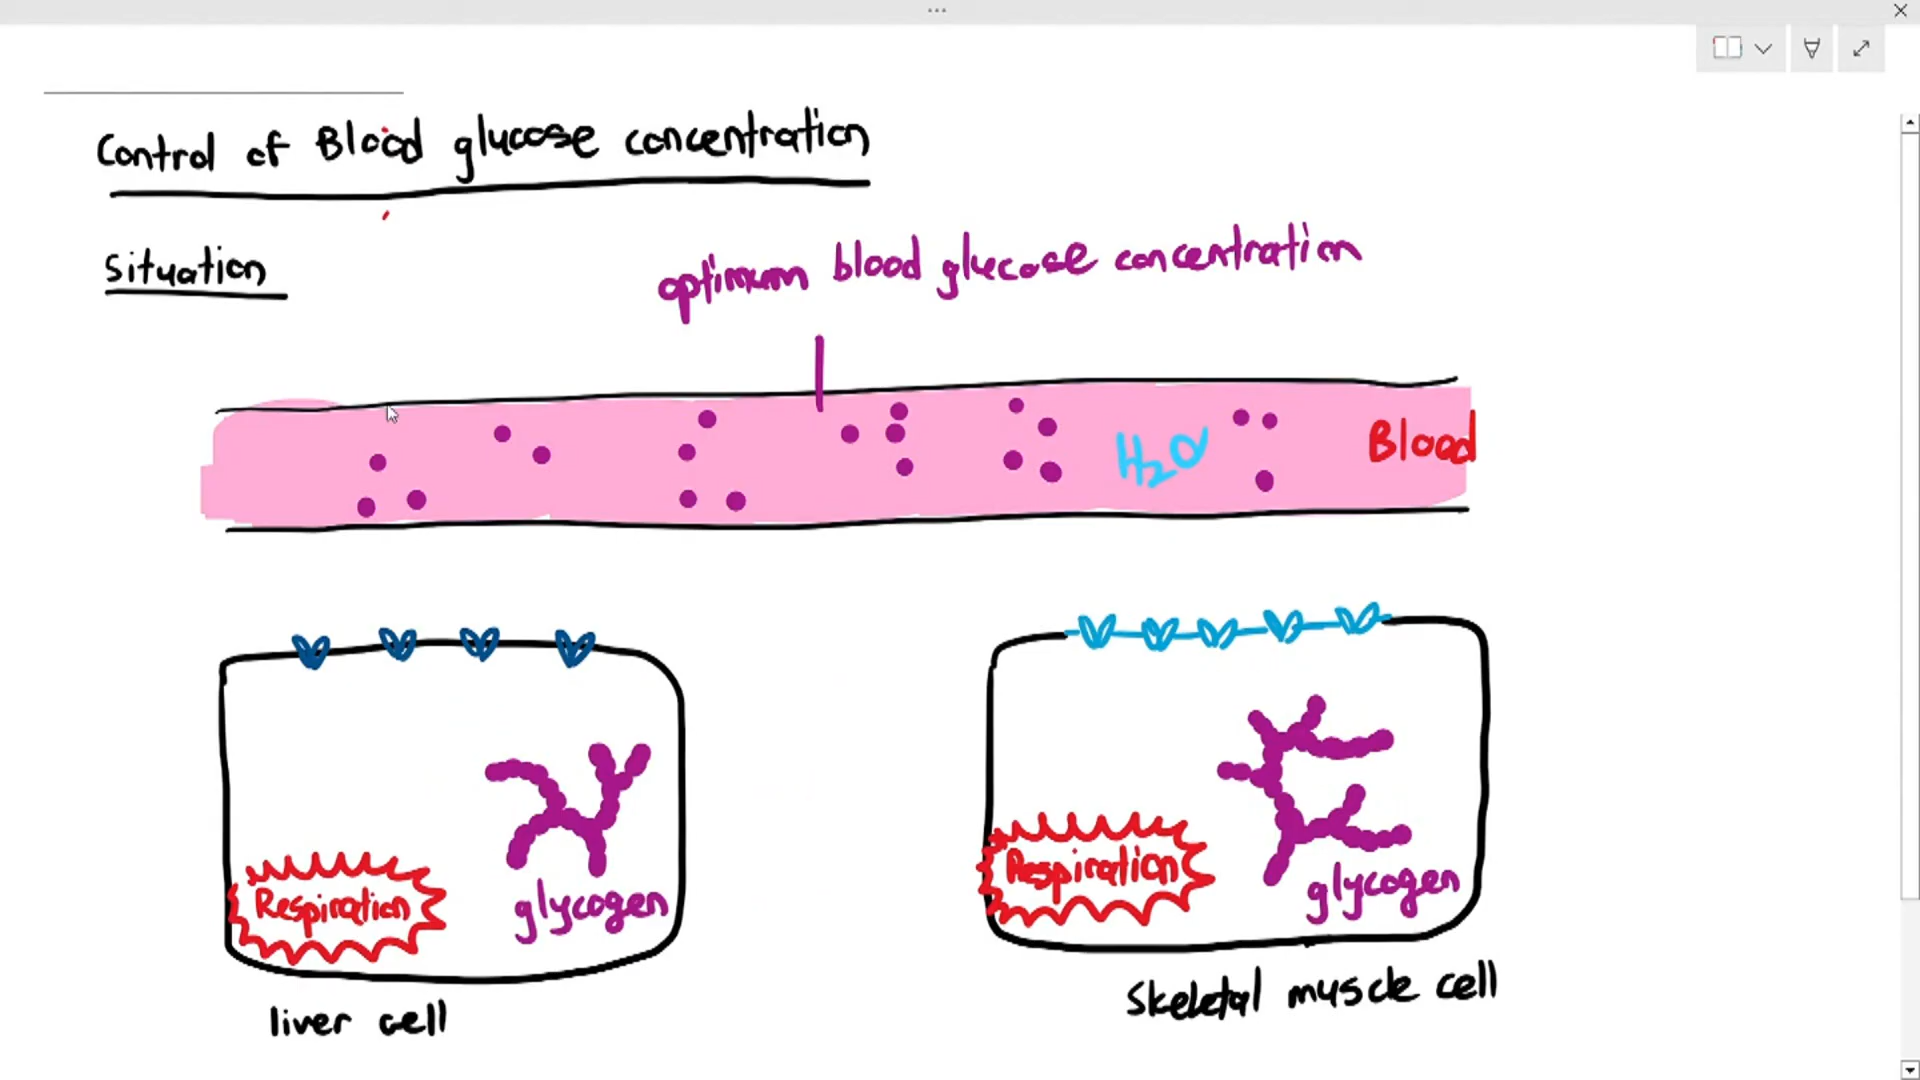 Control of Blood glucose concentration
Situation
optimum blood glucose concentration
H₂O
Blood
Respiration
glycogen
liver cell
Respiration
glycogen
Skeletal muscle cell